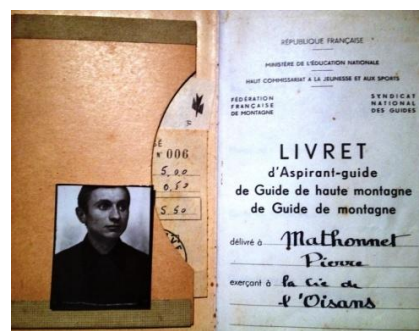 N° 006
5,00
0,50
5,50
RÉPUBLIQUE FRANÇAISE
MINISTÈRE DE L'ÉDUCATION NATIONALE
HAUT COMMISSARIAT A LA JEUNESSE ET AUX SPORTS
FÉDÉRATION
FRANÇAISE
DE MONTAGNE
SYNDICAT
NATIONAL
DES GUIDES
LIVRET
d'Aspirant-guide
de Guide de haute montagne
de Guide de montagne
délivré à Mathonnet
Pierre
exerçant à la Cie de
l'Oisans